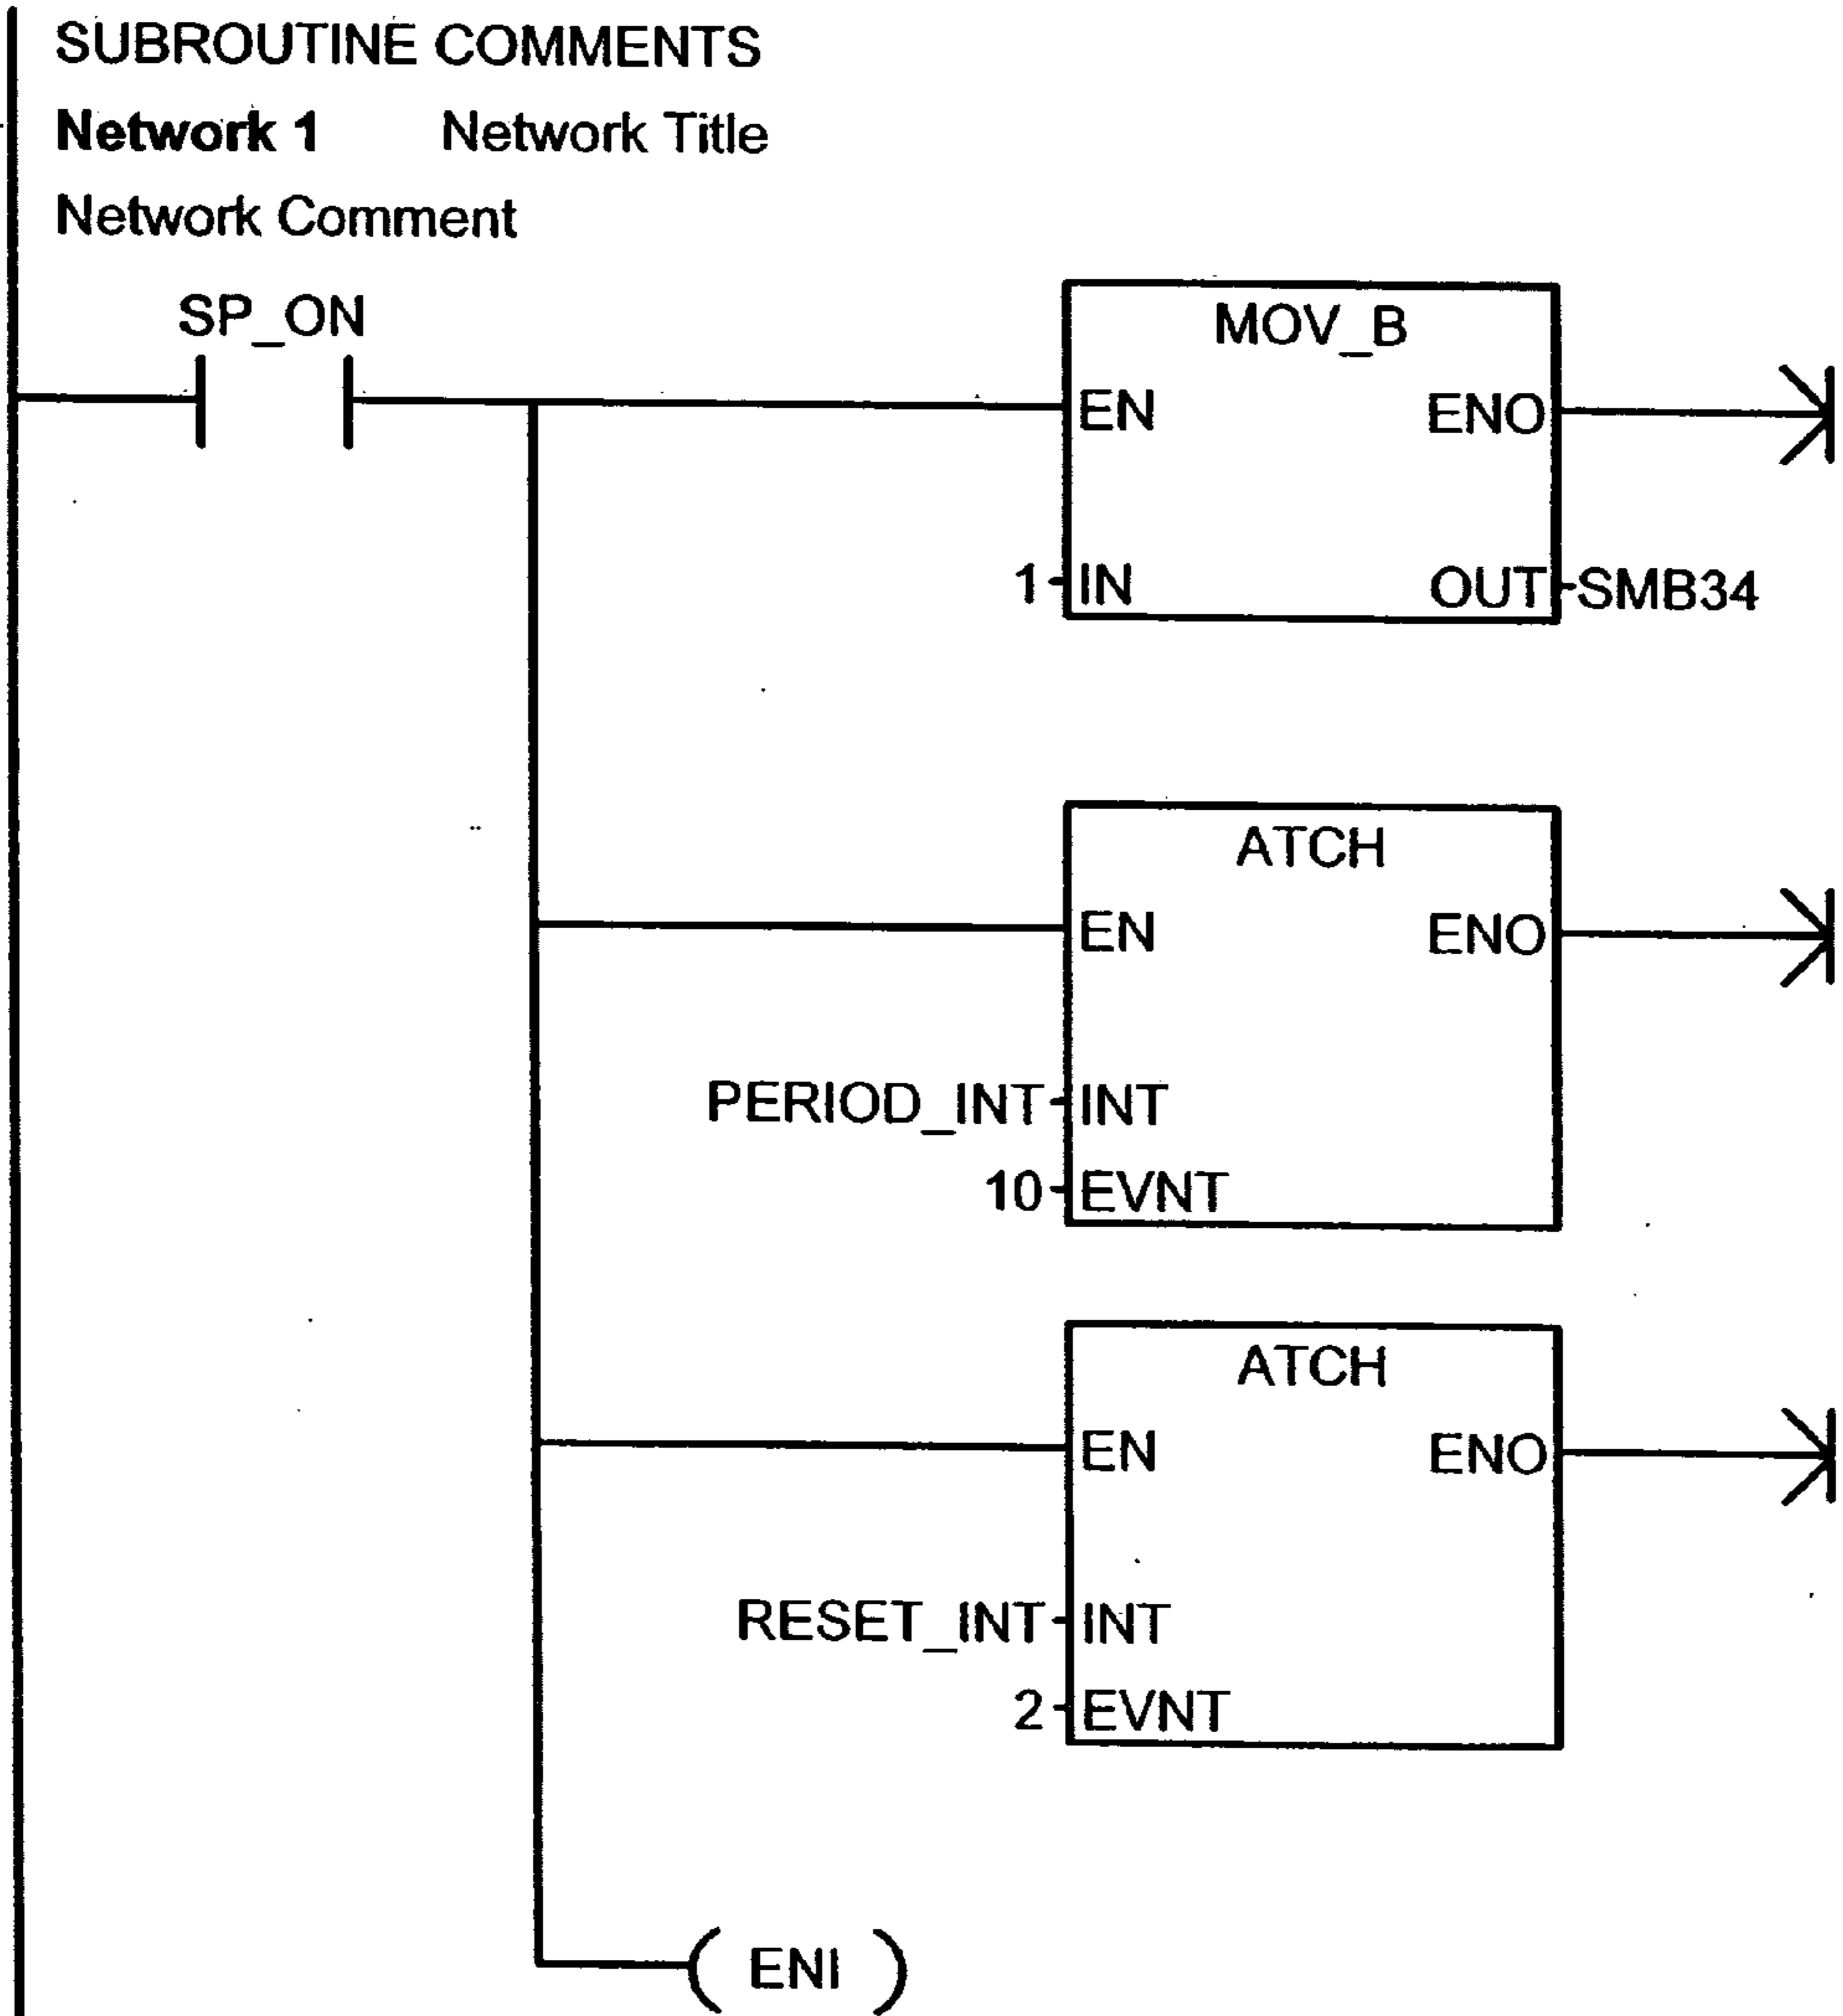 SUBROUTINE COMMENTS
Network 1 Network Title
Network Comment
SP_ON
MOV_B
EN ENO
1 IN OUT SMB34
ATCH
EN ENO
PERIOD_INT INT
10 EVNT
ATCH
EN ENO
RESET_INT INT
2 EVNT
ENI